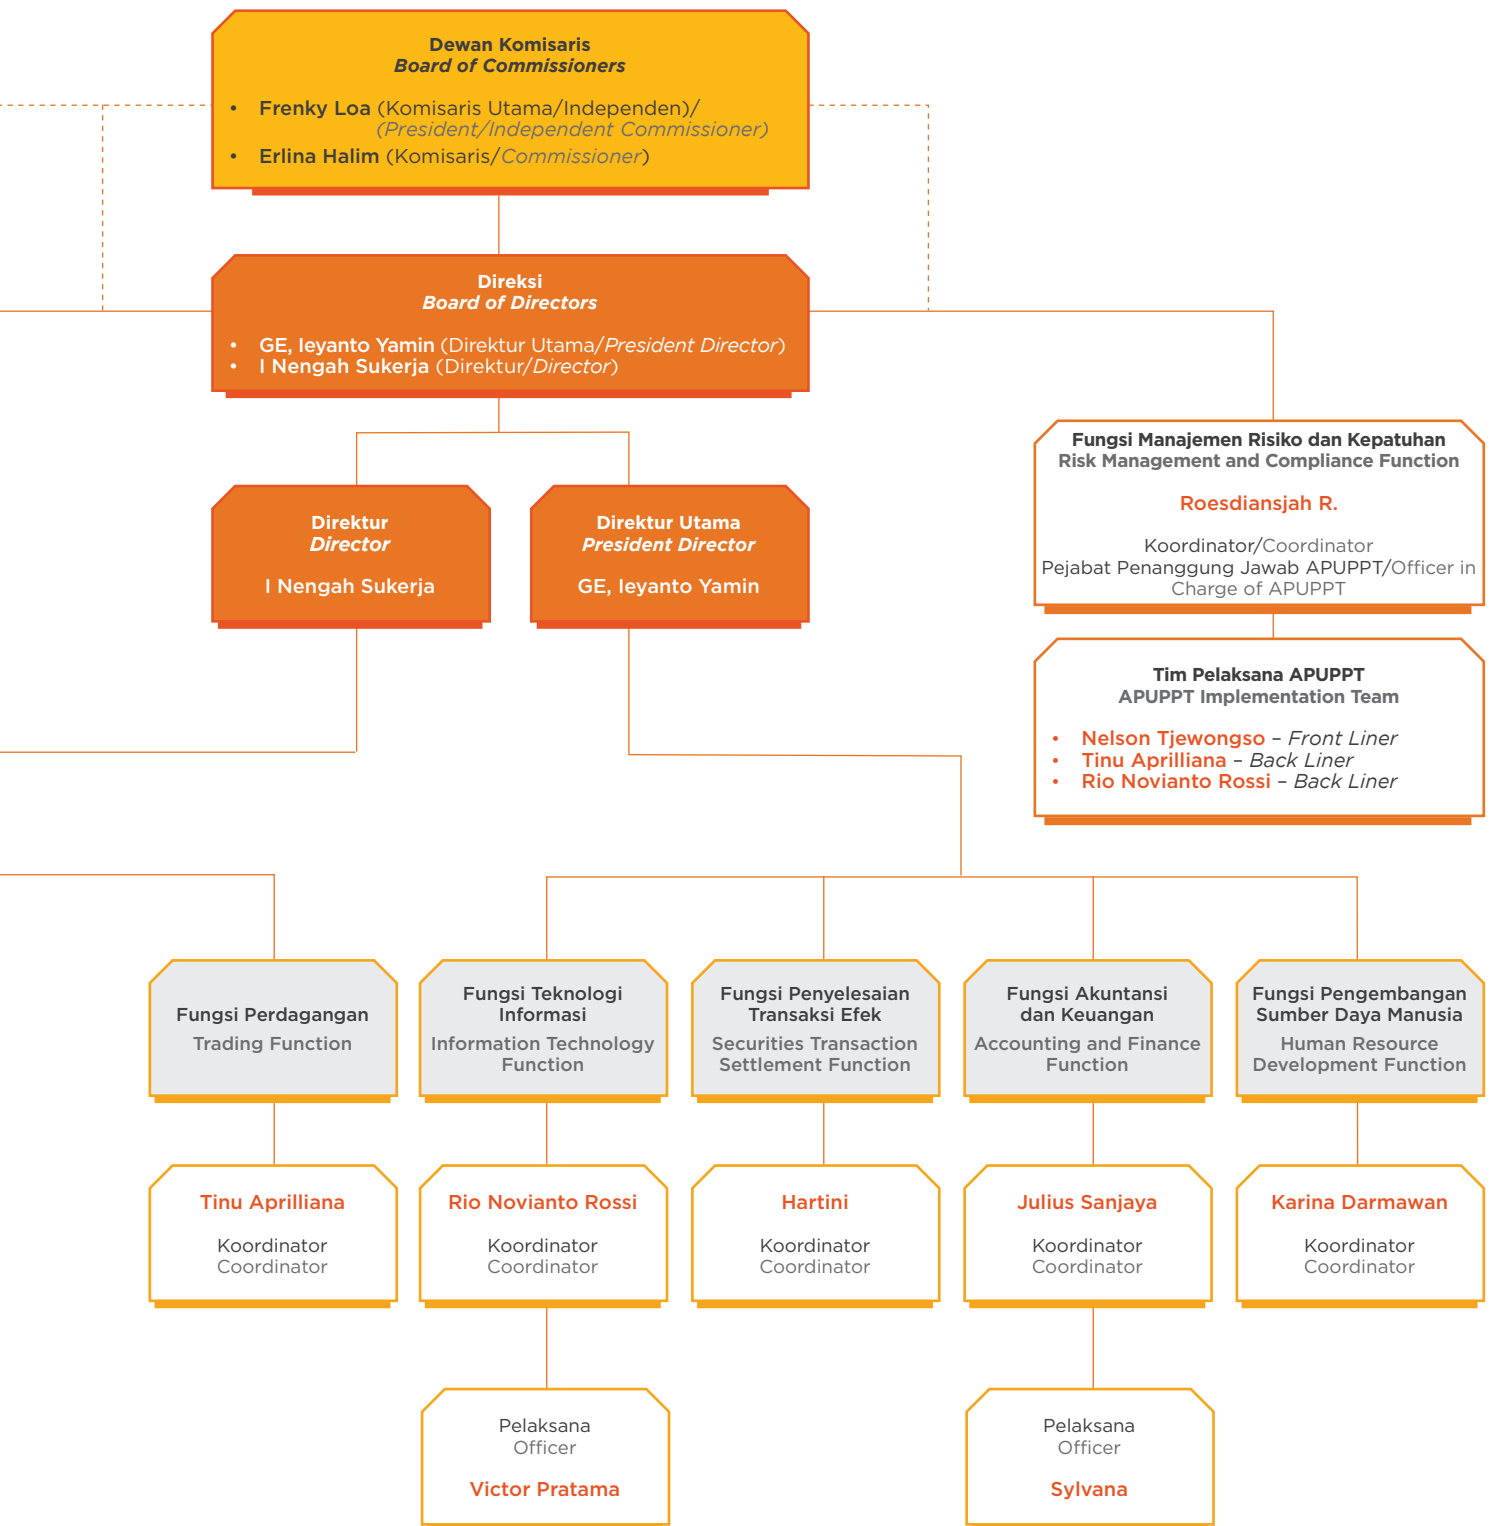 Dewan Komisaris
Board of Commissioners
• Frenky Loa (Komisaris Utama/Independen)/
(President/Independent Commissioner)
• Erlina Halim (Komisaris/Commissioner)
Direksi
Board of Directors
• GE, Ieyanto Yamin (Direktur Utama/President Director)
• I Nengah Sukerja (Direktur/Director)
Direktur
Director
I Nengah Sukerja
Direktur Utama
President Director
GE, Ieyanto Yamin
Fungsi Manajemen Risiko dan Kepatuhan
Risk Management and Compliance Function
Roesdiansjah R.
Koordinator/Coordinator
Pejabat Penanggung Jawab APUPPT/Officer in
Charge of APUPPT
Tim Pelaksana APUPPT
APUPPT Implementation Team
• Nelson Tjewongso – Front Liner
• Tinu Aprilliana – Back Liner
• Rio Novianto Rossi – Back Liner
Fungsi Perdagangan
Trading Function
Fungsi Teknologi
Informasi
Information Technology
Function
Fungsi Penyelesaian
Transaksi Efek
Securities Transaction
Settlement Function
Fungsi Akuntansi
dan Keuangan
Accounting and Finance
Function
Fungsi Pengembangan
Sumber Daya Manusia
Human Resource
Development Function
Tinu Aprilliana
Koordinator
Coordinator
Rio Novianto Rossi
Koordinator
Coordinator
Hartini
Koordinator
Coordinator
Julius Sanjaya
Koordinator
Coordinator
Karina Darmawan
Koordinator
Coordinator
Pelaksana
Officer
Victor Pratama
Pelaksana
Officer
Sylvana